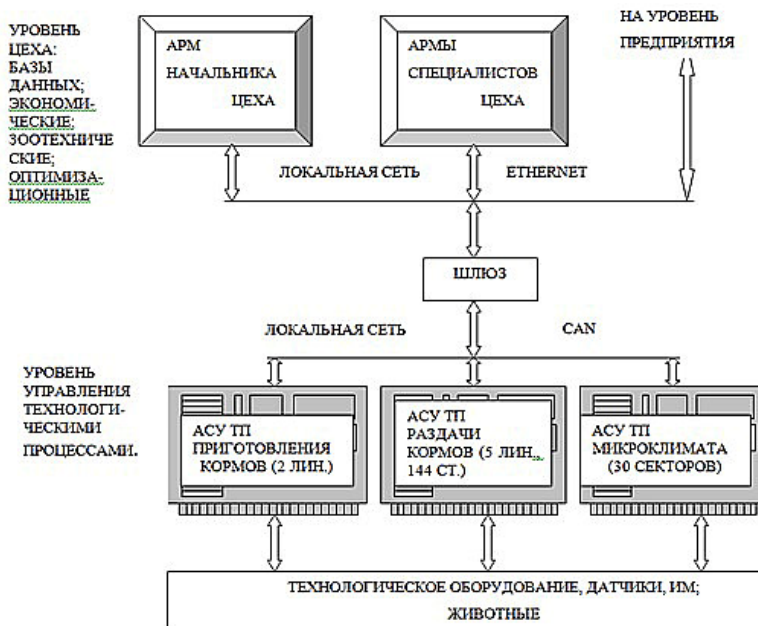 УРОВЕНЬ
ЦЕХА:
БАЗЫ
ДАННЫХ;
ЭКОНОМИ-
ЧЕСКИЕ;
ЗООТЕХНИЧЕ
СКИЕ;
ОПТИМИЗА-
ЦИОННЫЕ
АРМ
НАЧАЛЬНИКА
ЦЕХА
АРМЫ
СПЕЦИАЛИСТОВ
ЦЕХА
НА УРОВЕНЬ
ПРЕДПРИЯТИЯ
ЛОКАЛЬНАЯ СЕТЬ ETHERNET
ШЛЮЗ
ЛОКАЛЬНАЯ СЕТЬ CAN
УРОВЕНЬ
УПРАВЛЕНИЯ
ТЕХНОЛОГИ-
ЧЕСКИМИ
ПРОЦЕССАМИ.
АСУ ТП
ПРИГОТОВЛЕНИЯ
КОРМОВ (2 ЛИН.)
АСУ ТП
РАЗДАЧИ
КОРМОВ (5 ЛИН.,
144 СТ.)
АСУ ТП
МИКРОКЛИМАТА
(30 СЕКТОРОВ)
ТЕХНОЛОГИЧЕСКОЕ ОБОРУДОВАНИЕ, ДАТЧИКИ, ИМ;
ЖИВОТНЫЕ